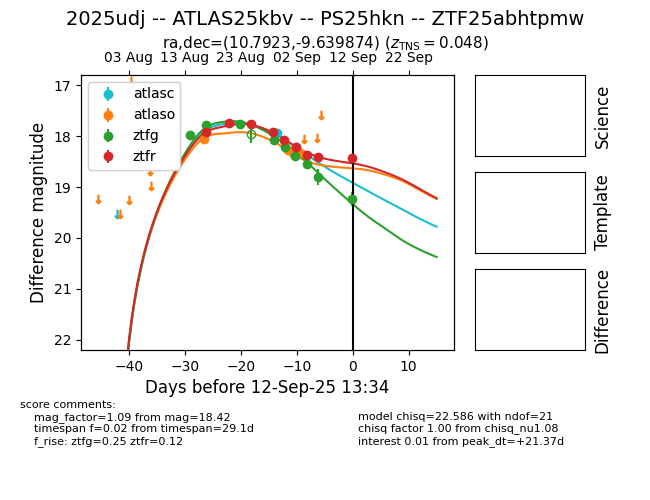 2025udj -- ATLAS25kbv -- PS25hkn -- ZTF25abhtpmw
ra,dec=(10.7923,-9.639874) (zTNS = 0.048)
03 Aug 13 Aug 23 Aug 02 Sep 12 Sep 22 Sep
17
18
19
20
21
22
Difference magnitude
atlasc
atlaso
ztfg
ztfr
−40 −30 −20 −10 0 10
Days before 12-Sep-25 13:34
Science
Template
Difference
score comments:
mag_factor=1.09 from mag=18.42
timespan f=0.02 from timespan=29.1d
f_rise: ztfg=0.25 ztfr=0.12
model chisq=22.586 with ndof=21
chisq factor 1.00 from chisq_nu1.08
interest 0.01 from peak_dt=+21.37d